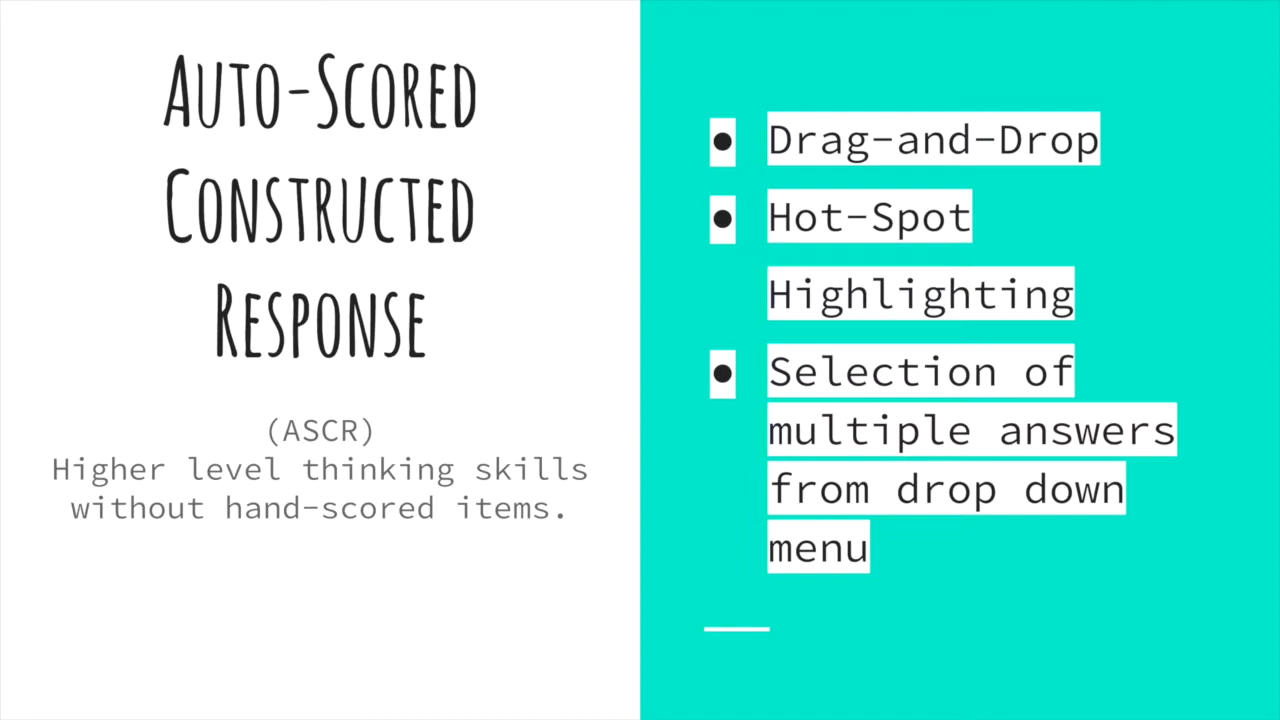 Auto-Scored
Constructed
Response
(ASCR)
Higher level thinking skills
without hand-scored items.
● Drag-and-Drop
● Hot-Spot
Highlighting
● Selection of
multiple answers
from drop down
menu